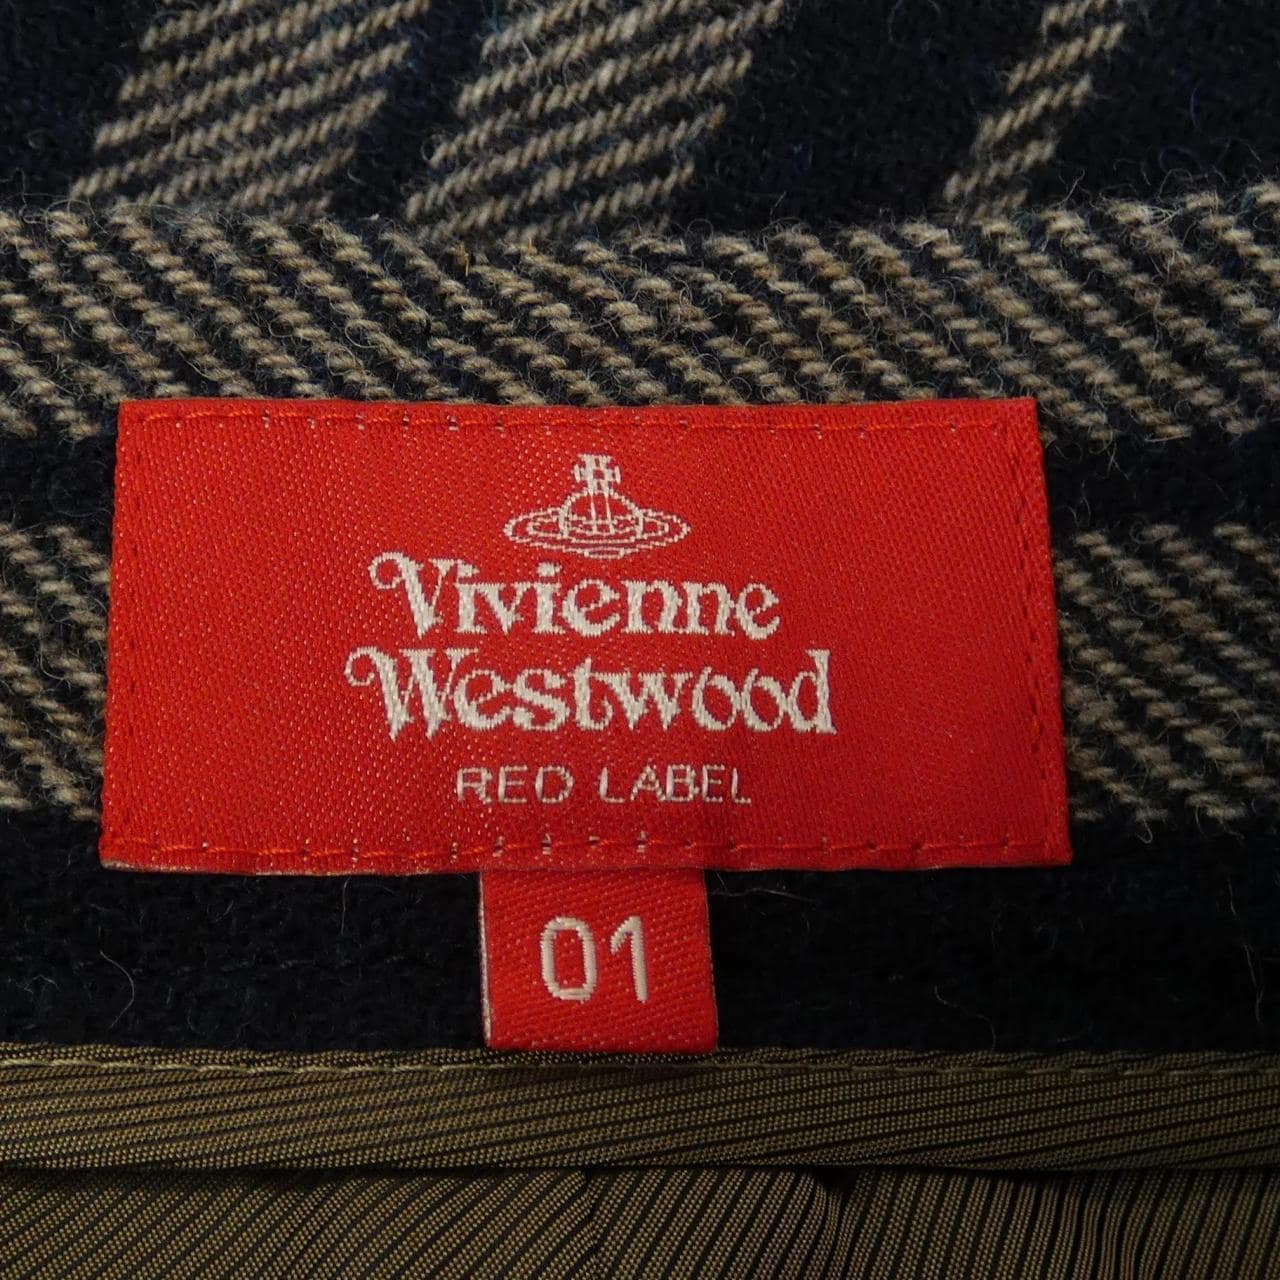 Vivienne
Westwood
RED LABEL
01